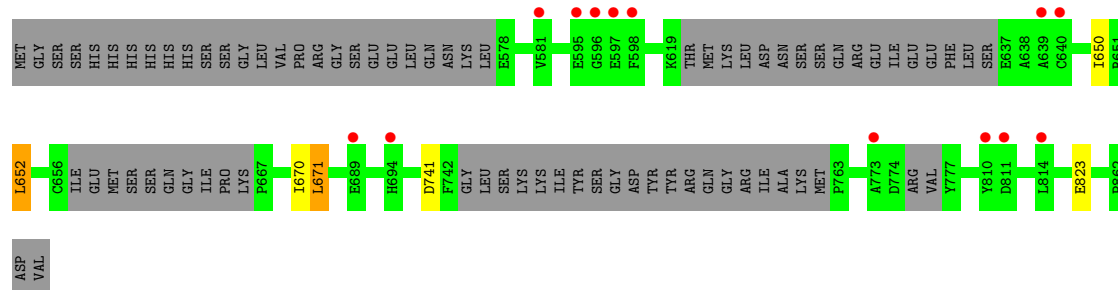 MET GLY SER SER HIS HIS HIS HIS HIS HIS SER SER GLY LEU VAL PRO ARG GLY SER GLU GLU LEU GLN ASN LYS LEU E578 V581 E595 G596 E597 F598 K619 THR MET LYS LEU ASP ASN SER SER GLN ARG GLU ILE GLU GLU PHE LEU SER E637 A638 A639 C640 I650 P651
L652 C656 ILE GLU MET SER SER GLN GLY ILE PRO LYS P667 I670 L671 E689 H694 D741 F742 GLY LEU SER LYS LYS ILE TYR SER GLY ASP TYR TYR ARG GLN GLY ARG ILE ALA LYS MET P763 A773 D774 ARG VAL Y777 Y810 D811 L814 E823 P862
ASP VAL